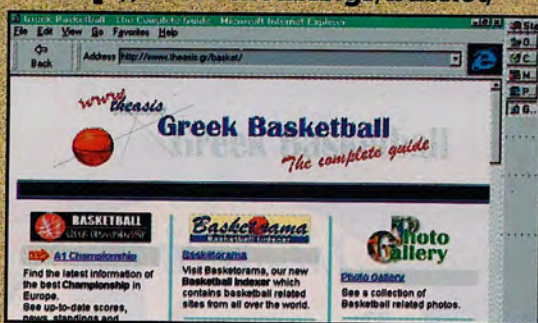 Greek Basketball - The Complete Guide - Microsoft Internet Explorer
File Edit View Go Favorites Help
Back
Address http://www.theasis.gr/basket/
www
theasis
Greek Basketball
The complete guide
BASKETBALL
A1 Championship
Find the latest information of
the best Championship in
Europe.
See up-to-date scores,
news, standings and
Basketorama
Basketorama
Visit Basketorama, our new
Basketball Indexer which
contains basketball related
sites from all over the world.
Photo
Gallery
Photo Gallery
See a collection of
Basketball related photos.